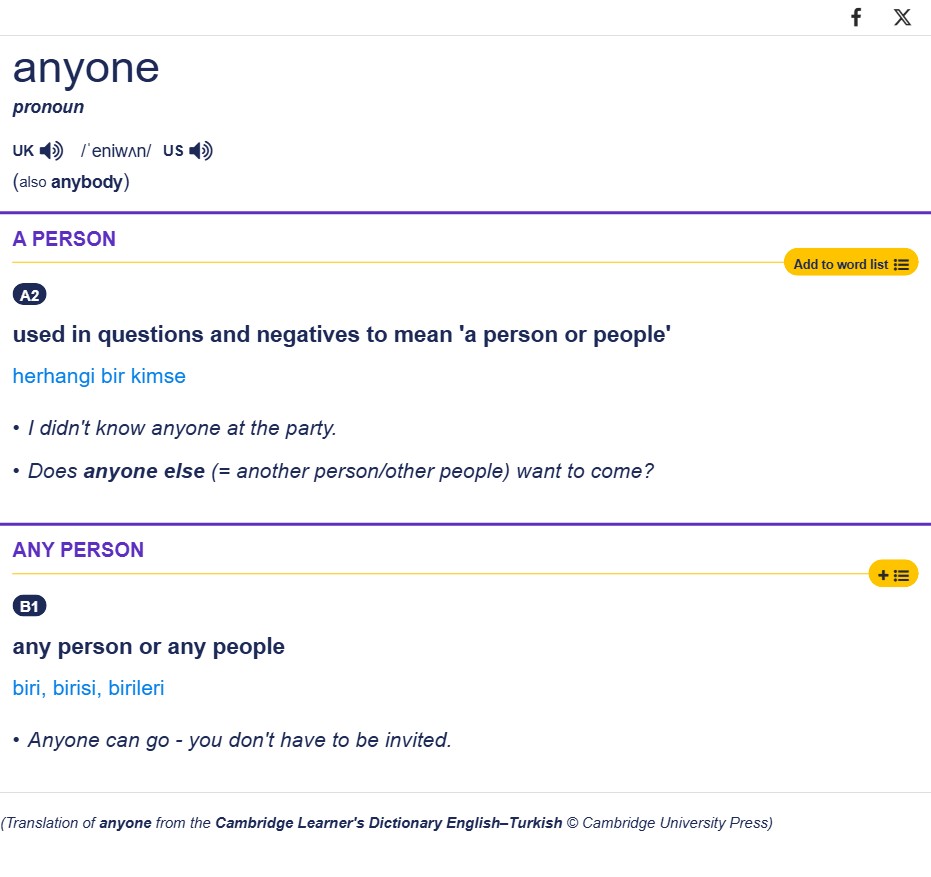 anyone
pronoun
UK /ˈeniwʌn/ US
(also anybody)
A PERSON
Add to word list
A2
used in questions and negatives to mean 'a person or people'
herhangi bir kimse
• I didn't know anyone at the party.
• Does anyone else (= another person/other people) want to come?
ANY PERSON
+
B1
any person or any people
biri, birisi, birileri
• Anyone can go - you don't have to be invited.
(Translation of anyone from the Cambridge Learner's Dictionary English–Turkish © Cambridge University Press)